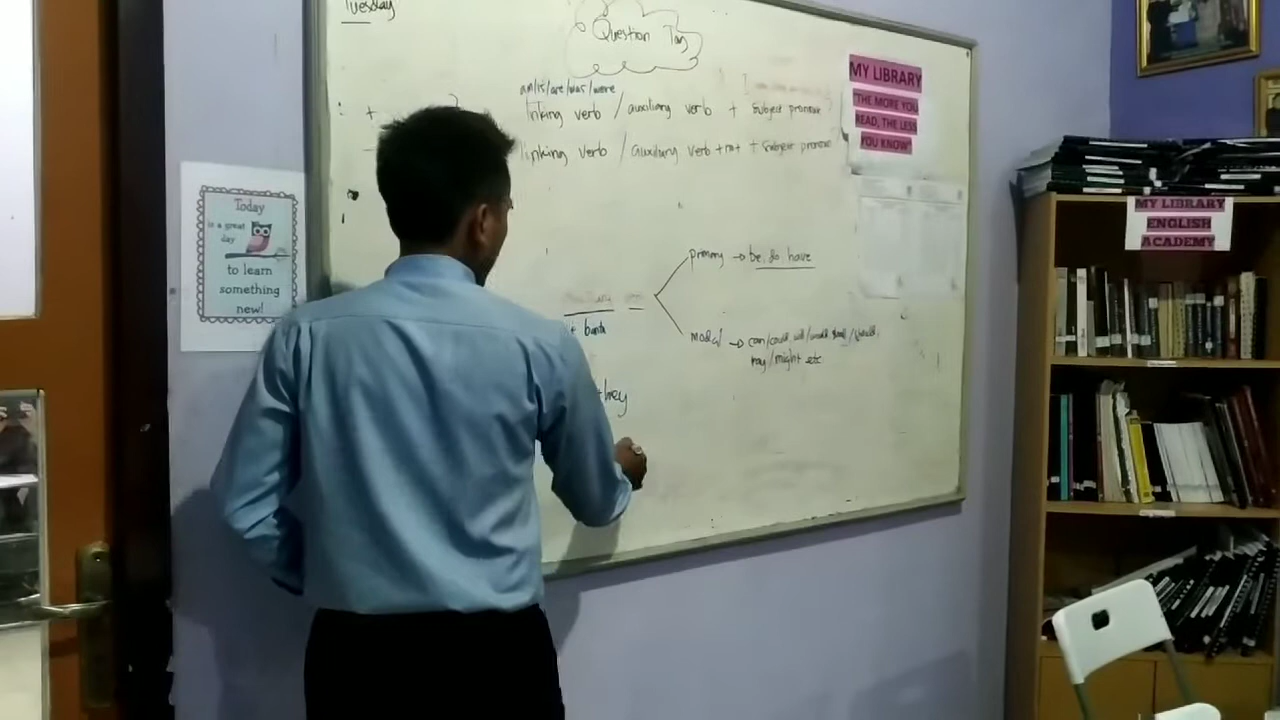 Tuesday
Question Tag
am/is/are/was/were
+ linking verb / auxiliary verb + subject pronoun
linking verb / auxiliary verb + not + subject pronoun
primary → be, do have
+ bantu
modal → can/could will/would /should,
may/might etc
they
Today
is a great
day
to learn
something
new!
MY LIBRARY
"THE MORE YOU
READ, THE LESS
YOU KNOW"
MY LIBRARY
ENGLISH
ACADEMY